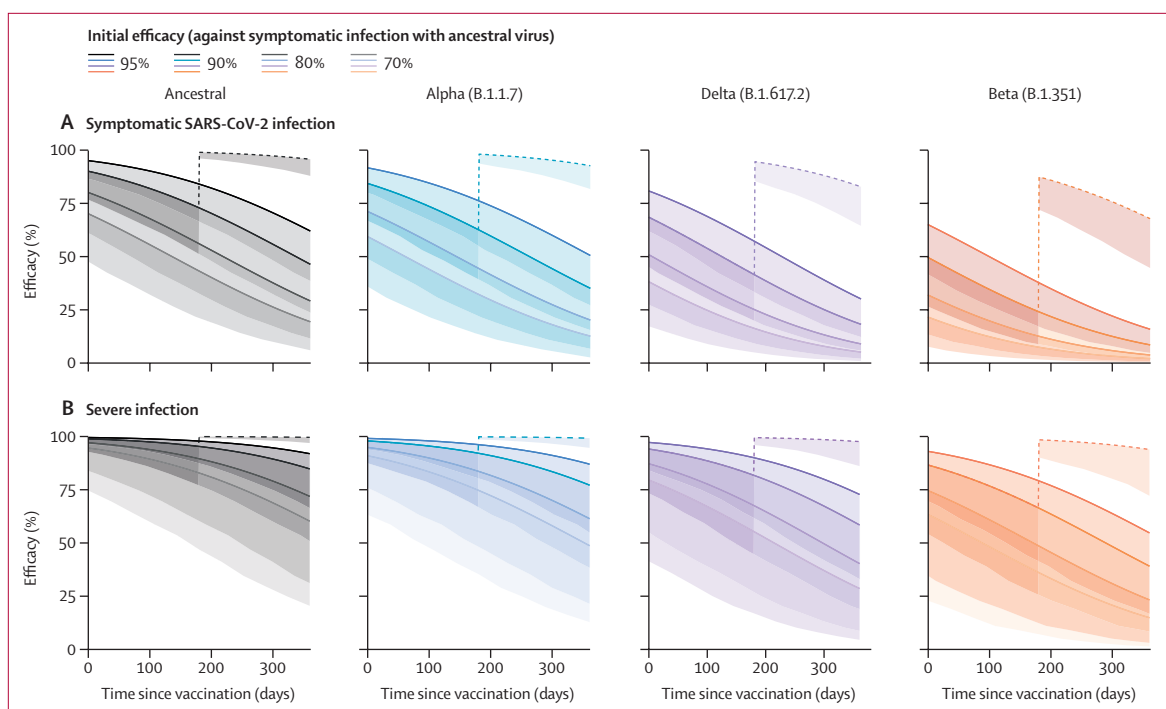 Initial efficacy (against symptomatic infection with ancestral virus)
95% 90% 80% 70%
Ancestral Alpha (B.1.1.7) Delta (B.1.617.2) Beta (B.1.351)
A Symptomatic SARS-CoV-2 infection
100
75
50
25
0
Efficacy (%)
B Severe infection
100
75
50
25
0
Efficacy (%)
0 100 200 300 0 100 200 300 0 100 200 300 0 100 200 300
Time since vaccination (days) Time since vaccination (days) Time since vaccination (days) Time since vaccination (days)